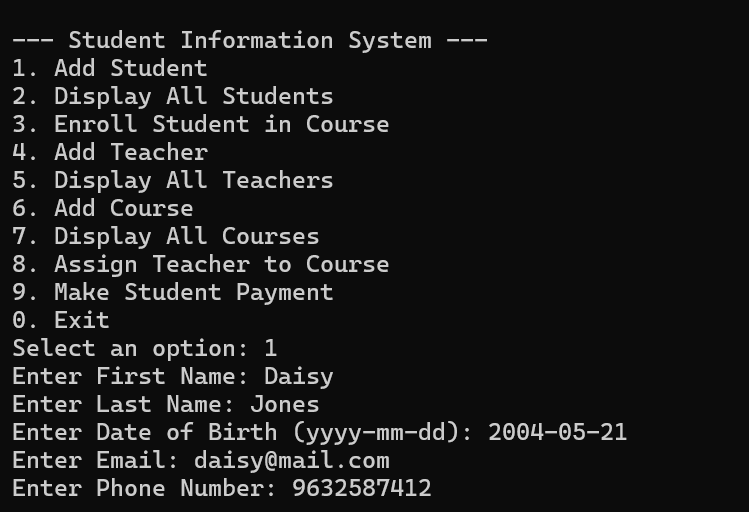 --- Student Information System ---
1. Add Student
2. Display All Students
3. Enroll Student in Course
4. Add Teacher
5. Display All Teachers
6. Add Course
7. Display All Courses
8. Assign Teacher to Course
9. Make Student Payment
0. Exit
Select an option: 1
Enter First Name: Daisy
Enter Last Name: Jones
Enter Date of Birth (yyyy-mm-dd): 2004-05-21
Enter Email: daisy@mail.com
Enter Phone Number: 9632587412